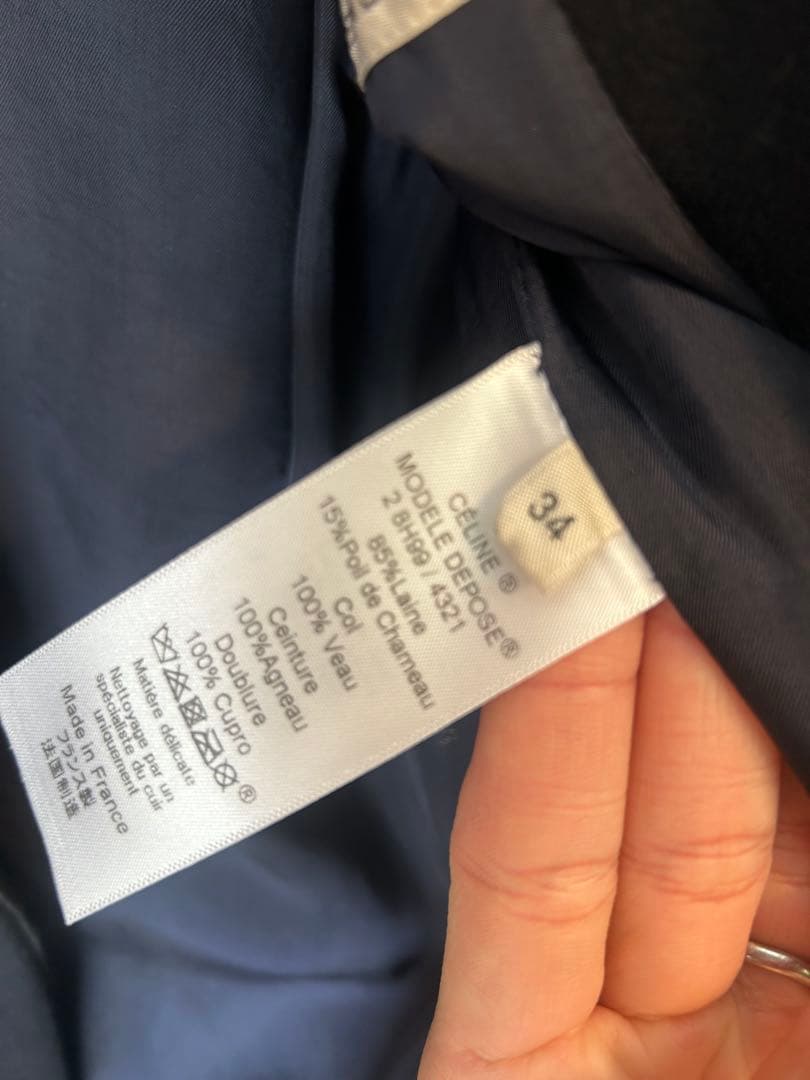 34
CÉLINE ®
MODELE DEPOSE®
2 8H99 / 4321
85%Laine
15%Poil de Chameau
Col
100% Veau
Ceinture
100%Agneau
Doublure
100% Cupro
®
Matière délicate
Nettoyage par un
spécialiste du cuir
uniquement
Made in France
フランス製
法国制造